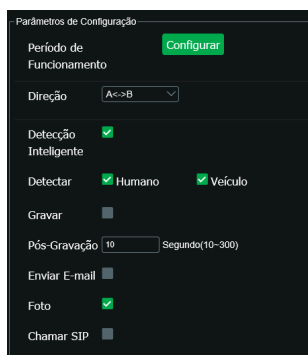 Parâmetros de Configuração
Período de Funcionamento Configurar
Direção A<->B
Detecção Inteligente
Detectar Humano Veículo
Gravar
Pós-Gravação 10 Segundo(10~300)
Enviar E-mail
Foto
Chamar SIP